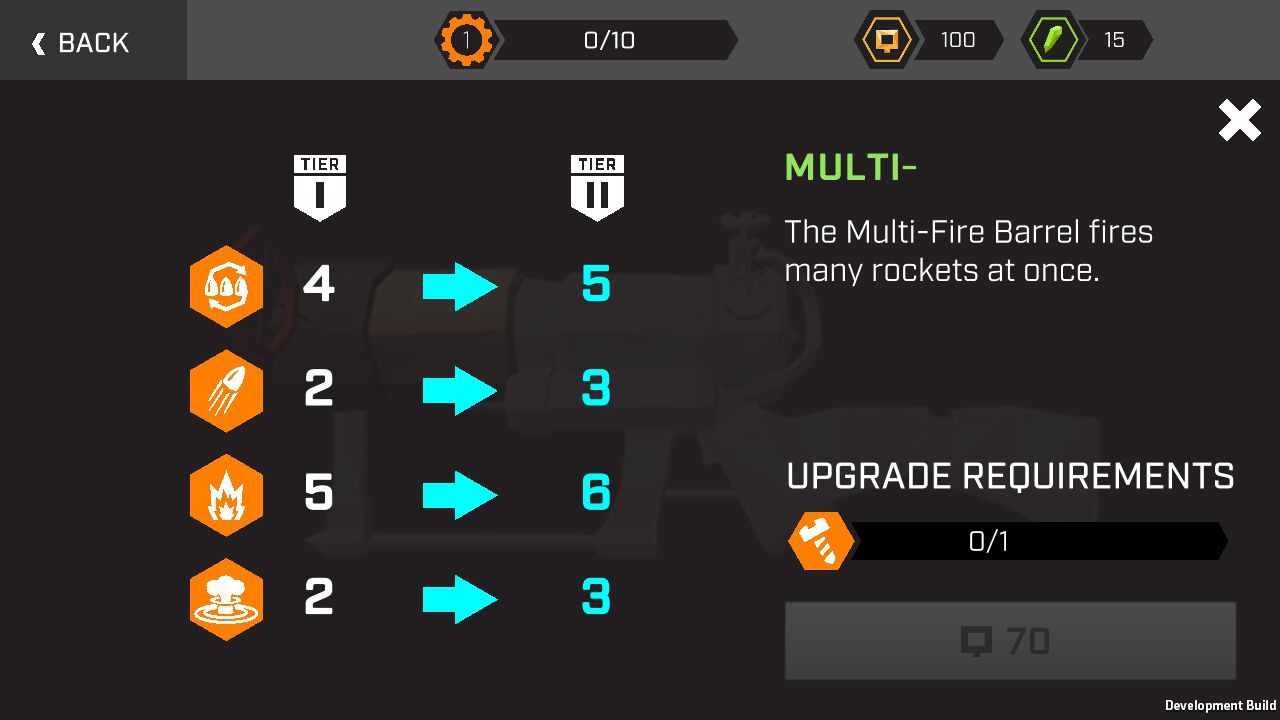 BACK
1
0/10
100
15
TIER
I
TIER
II
MULTI-
The Multi-Fire Barrel fires
many rockets at once.
4
5
2
3
5
6
2
3
UPGRADE REQUIREMENTS
0/1
70
Development Build